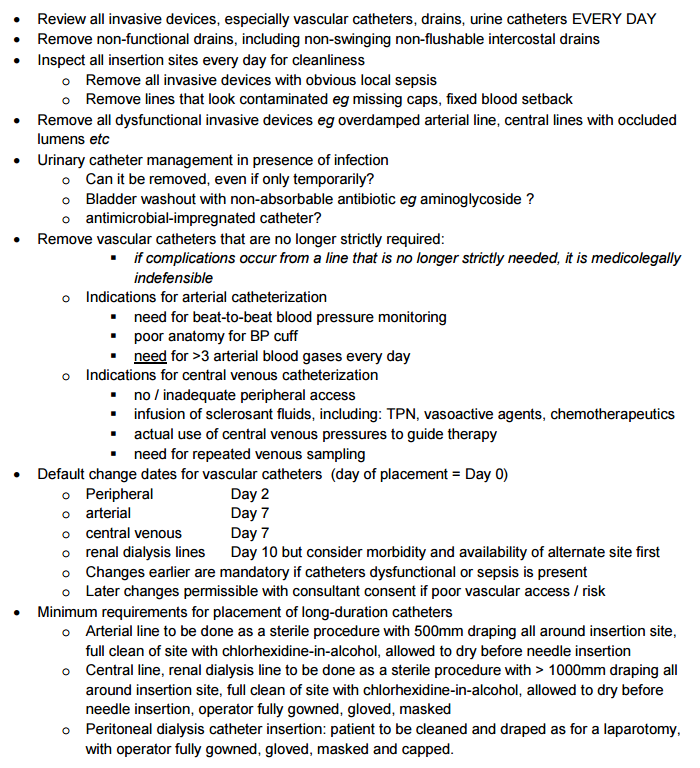 • Review all invasive devices, especially vascular catheters, drains, urine catheters EVERY DAY
• Remove non-functional drains, including non-swinging non-flushable intercostal drains
• Inspect all insertion sites every day for cleanliness
o Remove all invasive devices with obvious local sepsis
o Remove lines that look contaminated eg missing caps, fixed blood setback
• Remove all dysfunctional invasive devices eg overdamped arterial line, central lines with occluded
lumens etc
• Urinary catheter management in presence of infection
o Can it be removed, even if only temporarily?
o Bladder washout with non-absorbable antibiotic eg aminoglycoside ?
o antimicrobial-impregnated catheter?
• Remove vascular catheters that are no longer strictly required:
▪ if complications occur from a line that is no longer strictly needed, it is medicolegally
indefensible
o Indications for arterial catheterization
▪ need for beat-to-beat blood pressure monitoring
▪ poor anatomy for BP cuff
▪ need for >3 arterial blood gases every day
o Indications for central venous catheterization
▪ no / inadequate peripheral access
▪ infusion of sclerosant fluids, including: TPN, vasoactive agents, chemotherapeutics
▪ actual use of central venous pressures to guide therapy
▪ need for repeated venous sampling
• Default change dates for vascular catheters (day of placement = Day 0)
o Peripheral Day 2
o arterial Day 7
o central venous Day 7
o renal dialysis lines Day 10 but consider morbidity and availability of alternate site first
o Changes earlier are mandatory if catheters dysfunctional or sepsis is present
o Later changes permissible with consultant consent if poor vascular access / risk
• Minimum requirements for placement of long-duration catheters
o Arterial line to be done as a sterile procedure with 500mm draping all around insertion site,
full clean of site with chlorhexidine-in-alcohol, allowed to dry before needle insertion
o Central line, renal dialysis line to be done as a sterile procedure with > 1000mm draping all
around insertion site, full clean of site with chlorhexidine-in-alcohol, allowed to dry before
needle insertion, operator fully gowned, gloved, masked
o Peritoneal dialysis catheter insertion: patient to be cleaned and draped as for a laparotomy,
with operator fully gowned, gloved, masked and capped.